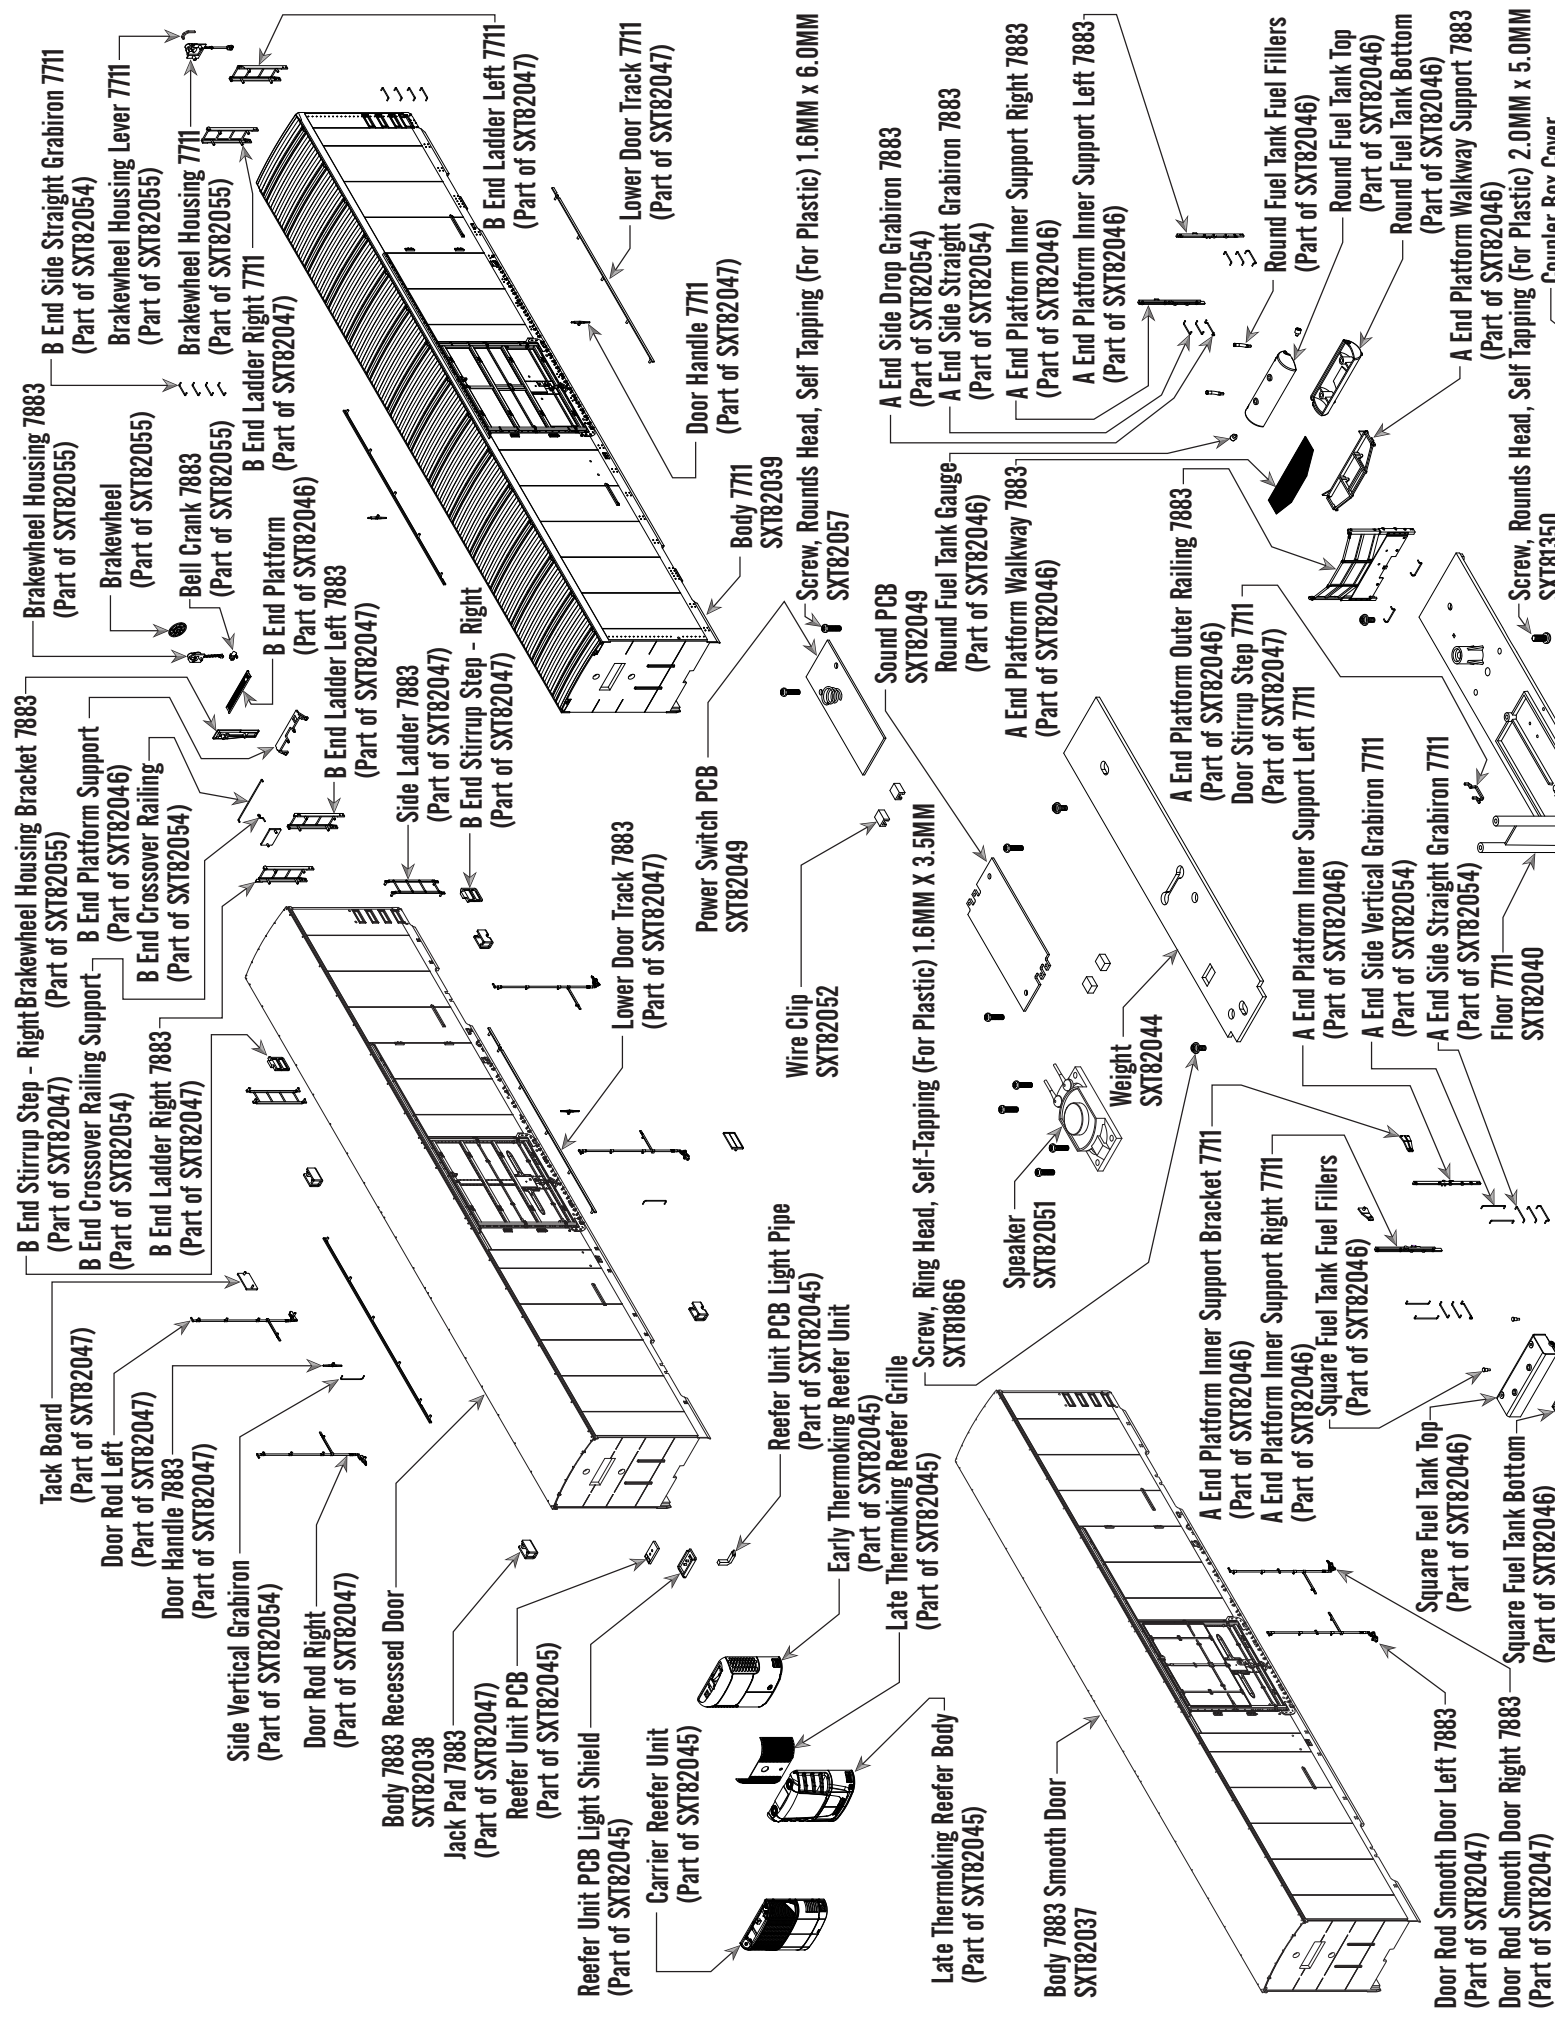 B End Side Straight Grabiron 7711
(Part of SXT82054)
Brakewheel Housing Lever 7711
(Part of SXT82055)
Brakewheel Housing 7711
(Part of SXT82055)
B End Ladder Right 7711
(Part of SXT82047)
Brakewheel Housing 7883
(Part of SXT82055)
Brakewheel
(Part of SXT82055)
Bell Crank 7883
(Part of SXT82055)
B End Platform
(Part of SXT82046)
B End Ladder Left 7883
(Part of SXT82047)
Side Ladder 7883
(Part of SXT82047)
B End Stirrup Step - Right
(Part of SXT82047)
B End Ladder Left 7711
(Part of SXT82047)
Lower Door Track 7711
(Part of SXT82047)
Door Handle 7711
(Part of SXT82047)
Body 7711
SXT82039
B End Stirrup Step - Right
(Part of SXT82047)
Brakewheel Housing Bracket 7883
(Part of SXT82055)
B End Platform Support
(Part of SXT82046)
B End Crossover Railing
(Part of SXT82054)
B End Crossover Railing Support
(Part of SXT82054)
B End Ladder Right 7883
(Part of SXT82047)
Lower Door Track 7883
(Part of SXT82047)
Tack Board
(Part of SXT82047)
Door Rod Left
(Part of SXT82047)
Door Handle 7883
(Part of SXT82047)
Side Vertical Grabiron
(Part of SXT82054)
Door Rod Right
(Part of SXT82047)
Body 7883 Recessed Door
SXT82038
Jack Pad 7883
(Part of SXT82047)
Reefer Unit PCB
(Part of SXT82045)
Reefer Unit PCB Light Shield
(Part of SXT82045)
Carrier Reefer Unit
(Part of SXT82045)
Reefer Unit PCB Light Pipe
(Part of SXT82045)
Early Thermoking Reefer Unit
(Part of SXT82045)
Late Thermoking Reefer Grille
(Part of SXT82045)
Late Thermoking Reefer Body
(Part of SXT82045)
Power Switch PCB
SXT82049
Screw, Rounds Head, Self Tapping (For Plastic) 1.6MM x 6.0MM
SXT82057
Wire Clip
SXT82052
Sound PCB
SXT82049
Screw, Ring Head, Self-Tapping (For Plastic) 1.6MM X 3.5MM
SXT81866
Speaker
SXT82051
Weight
SXT82044
A End Side Drop Grabiron 7883
(Part of SXT82054)
A End Side Straight Grabiron 7883
(Part of SXT82054)
A End Platform Inner Support Right 7883
(Part of SXT82046)
A End Platform Inner Support Left 7883
(Part of SXT82046)
Round Fuel Tank Gauge
(Part of SXT82046)
A End Platform Walkway 7883
(Part of SXT82046)
A End Platform Outer Railing 7883
(Part of SXT82046)
Door Stirrup Step 7711
(Part of SXT82047)
Round Fuel Tank Fuel Fillers
(Part of SXT82046)
Round Fuel Tank Top
(Part of SXT82046)
Round Fuel Tank Bottom
(Part of SXT82046)
A End Platform Walkway Support 7883
(Part of SXT82046)
Screw, Rounds Head, Self Tapping (For Plastic) 2.0MM x 5.0MM
SXT81350
Coupler Box Cover
A End Platform Inner Support Left 7711
(Part of SXT82046)
A End Side Vertical Grabiron 7711
(Part of SXT82054)
A End Side Straight Grabiron 7711
(Part of SXT82054)
Floor 7711
SXT82040
A End Platform Inner Support Bracket 7711
(Part of SXT82046)
A End Platform Inner Support Right 7711
(Part of SXT82046)
Square Fuel Tank Fuel Fillers
(Part of SXT82046)
Square Fuel Tank Top
(Part of SXT82046)
Square Fuel Tank Bottom
(Part of SXT82046)
Body 7883 Smooth Door
SXT82037
Door Rod Smooth Door Left 7883
(Part of SXT82047)
Door Rod Smooth Door Right 7883
(Part of SXT82047)